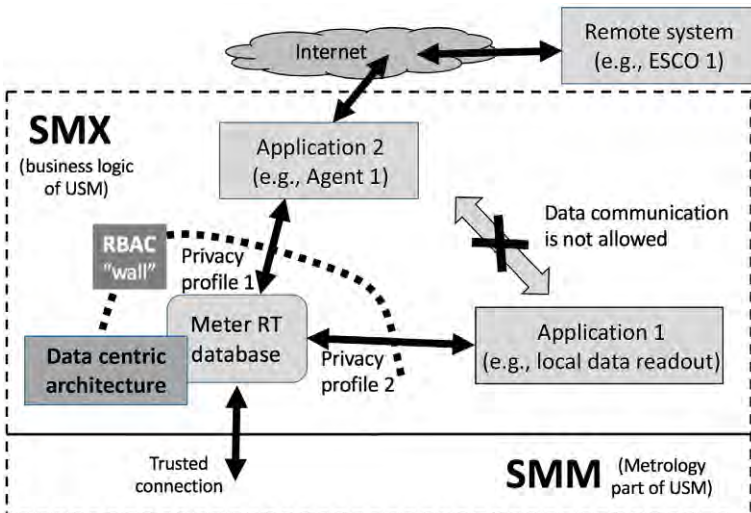 Remote system
(e.g., ESCO 1)
Internet
SMX
(business logic
of USM)
Application 2
(e.g., Agent 1)
Data communication
is not allowed
RBAC
“wall”
Privacy
profile 1
Meter RT
database
Data centric
architecture
Privacy
profile 2
Application 1
(e.g., local data readout)
Trusted
connection
SMM (Metrology
part of USM)